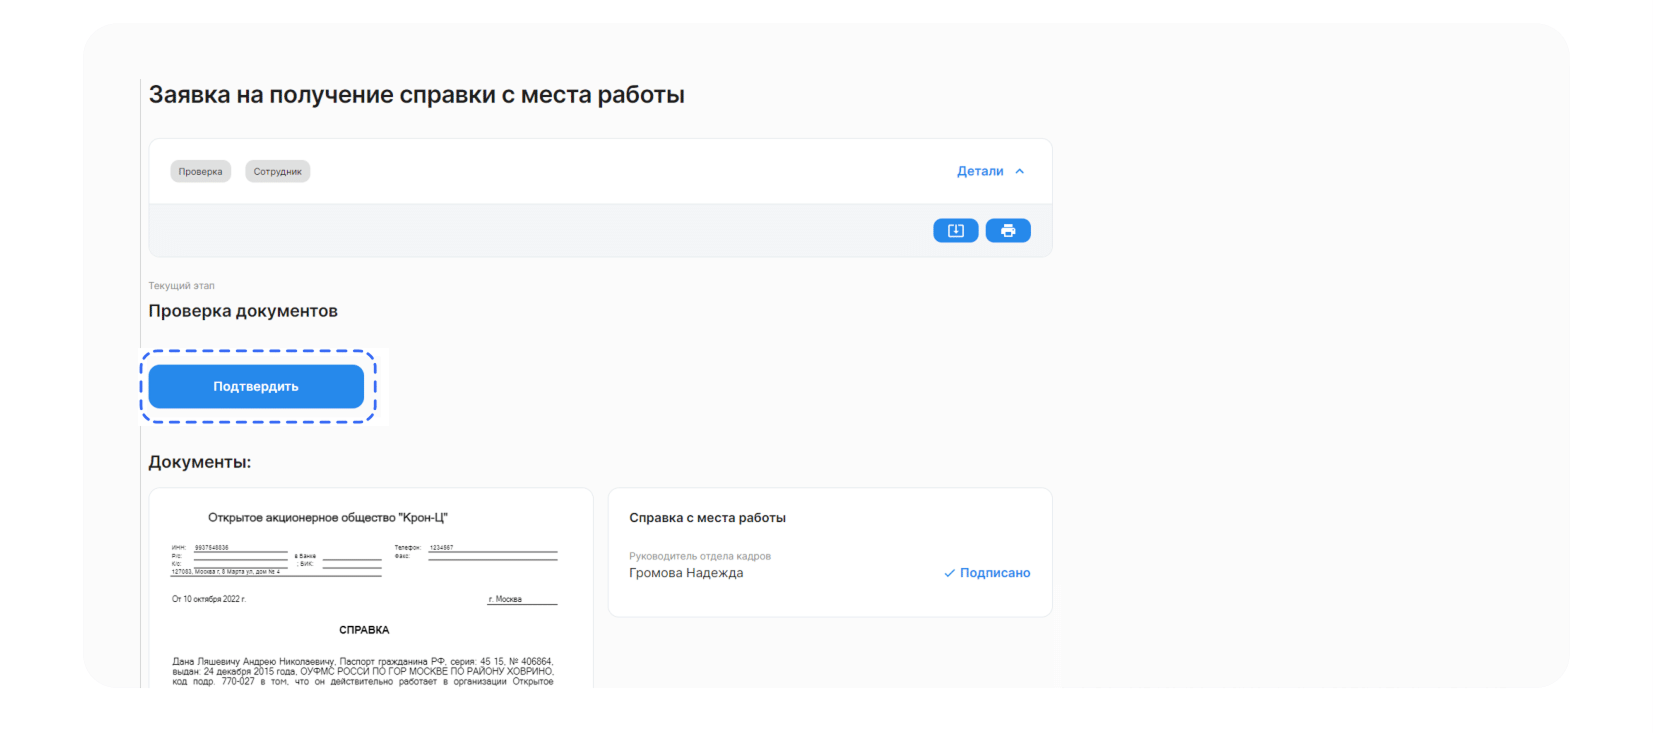 Заявка на получение справки с места работы
Проверка Сотрудник Детали
Текущий этап
Проверка документов
Подтвердить
Документы:
Открытое акционерное общество "Крон-Ц"
ИНН: Телефон: 1234567
Р/с: в Банке Факс:
К/с: ; БИК:
127083, Москва г, 8 Марта ул, дом № 4
От 10 октября 2022 г. г. Москва
СПРАВКА
Дана Ляшевичу Андрею Николаевичу, Паспорт гражданина РФ, серия: 45 15, № 406864,
выдан: 24 декабря 2015 года, ОУФМС РОССИ ПО ГОР МОСКВЕ ПО РАЙОНУ ХОВРИНО,
код подр. 770-027 в том, что он действительно работает в организации Открытое
Справка с места работы
Руководитель отдела кадров
Громова Надежда Подписано